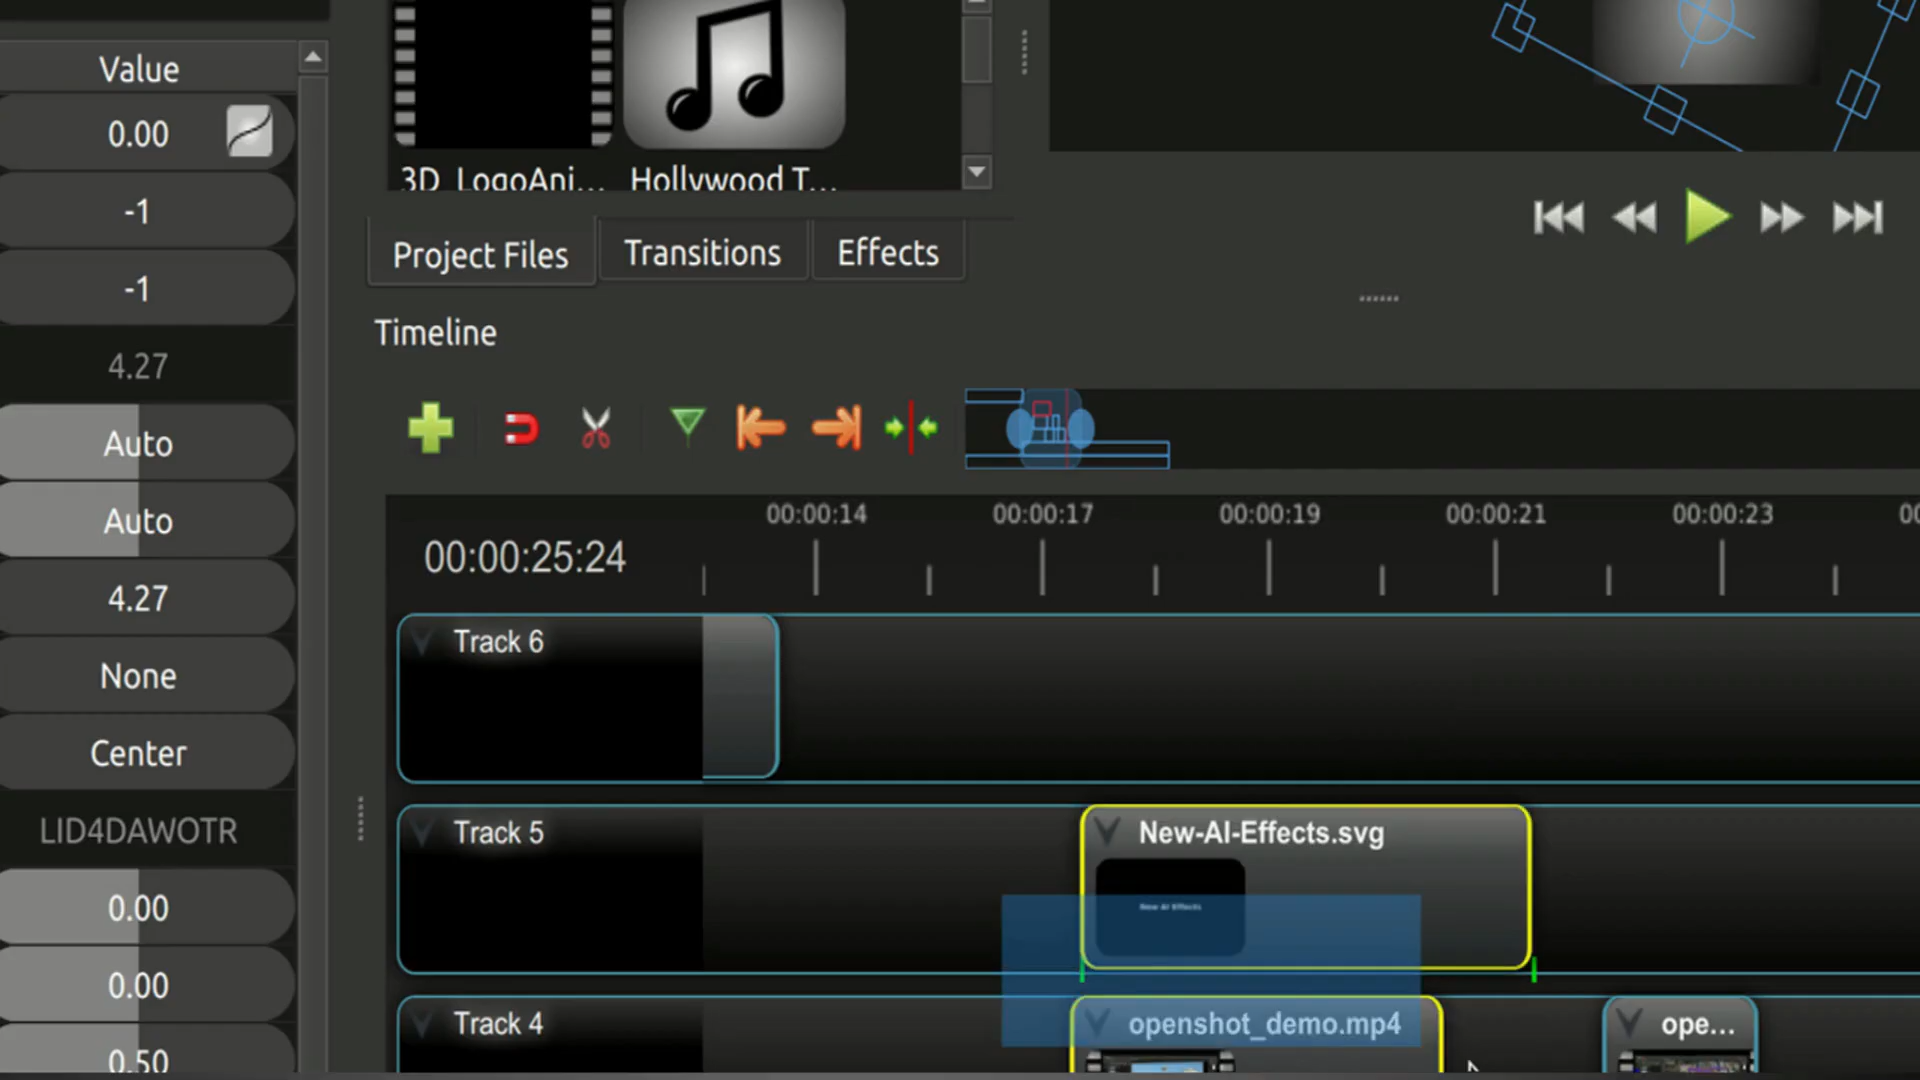 Value
0.00
-1
-1
4.27
Auto
Auto
4.27
None
Center
LID4DAWOTR
0.00
0.00
0.50
3D_LogoAni...
Hollywood T...
Project Files
Transitions
Effects
Timeline
00:00:25:24
00:00:14
00:00:17
00:00:19
00:00:21
00:00:23
Track 6
Track 5
New-AI-Effects.svg
New AI Effects
Track 4
openshot_demo.mp4
ope...